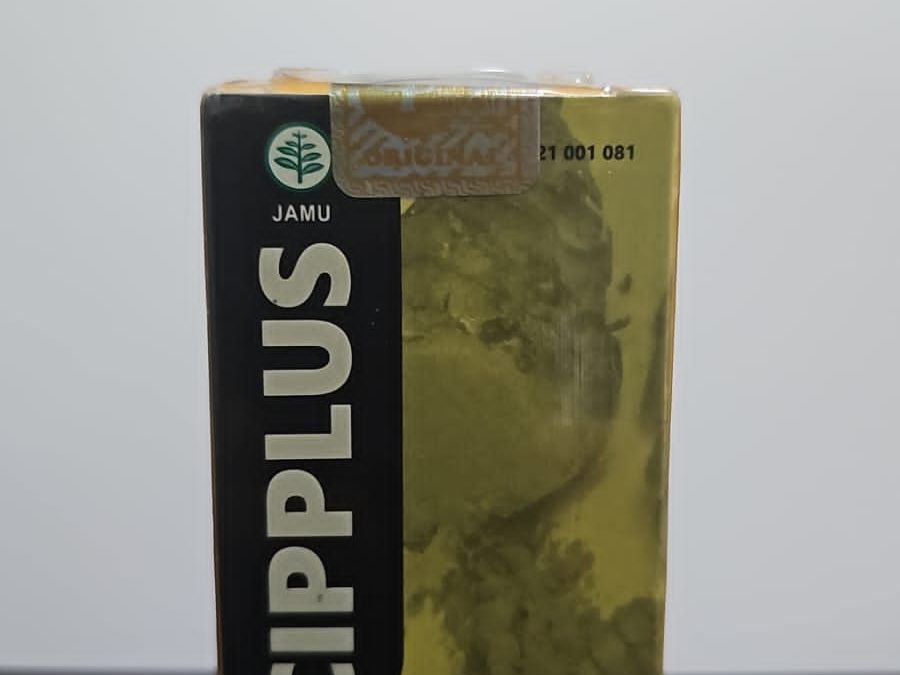 ORIGINAL
21 001 081
JAMU
CIPPLUS